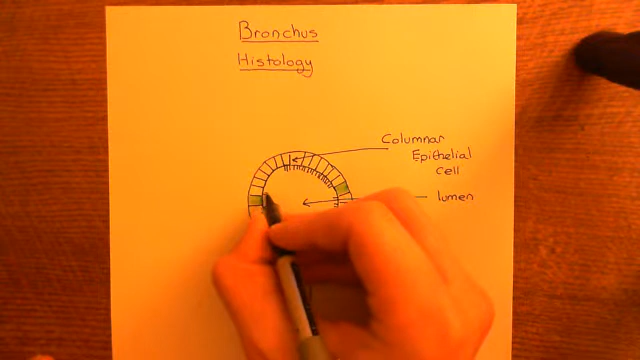 Bronchus
Histology
Columnar
Epithelial
Cell
lumen